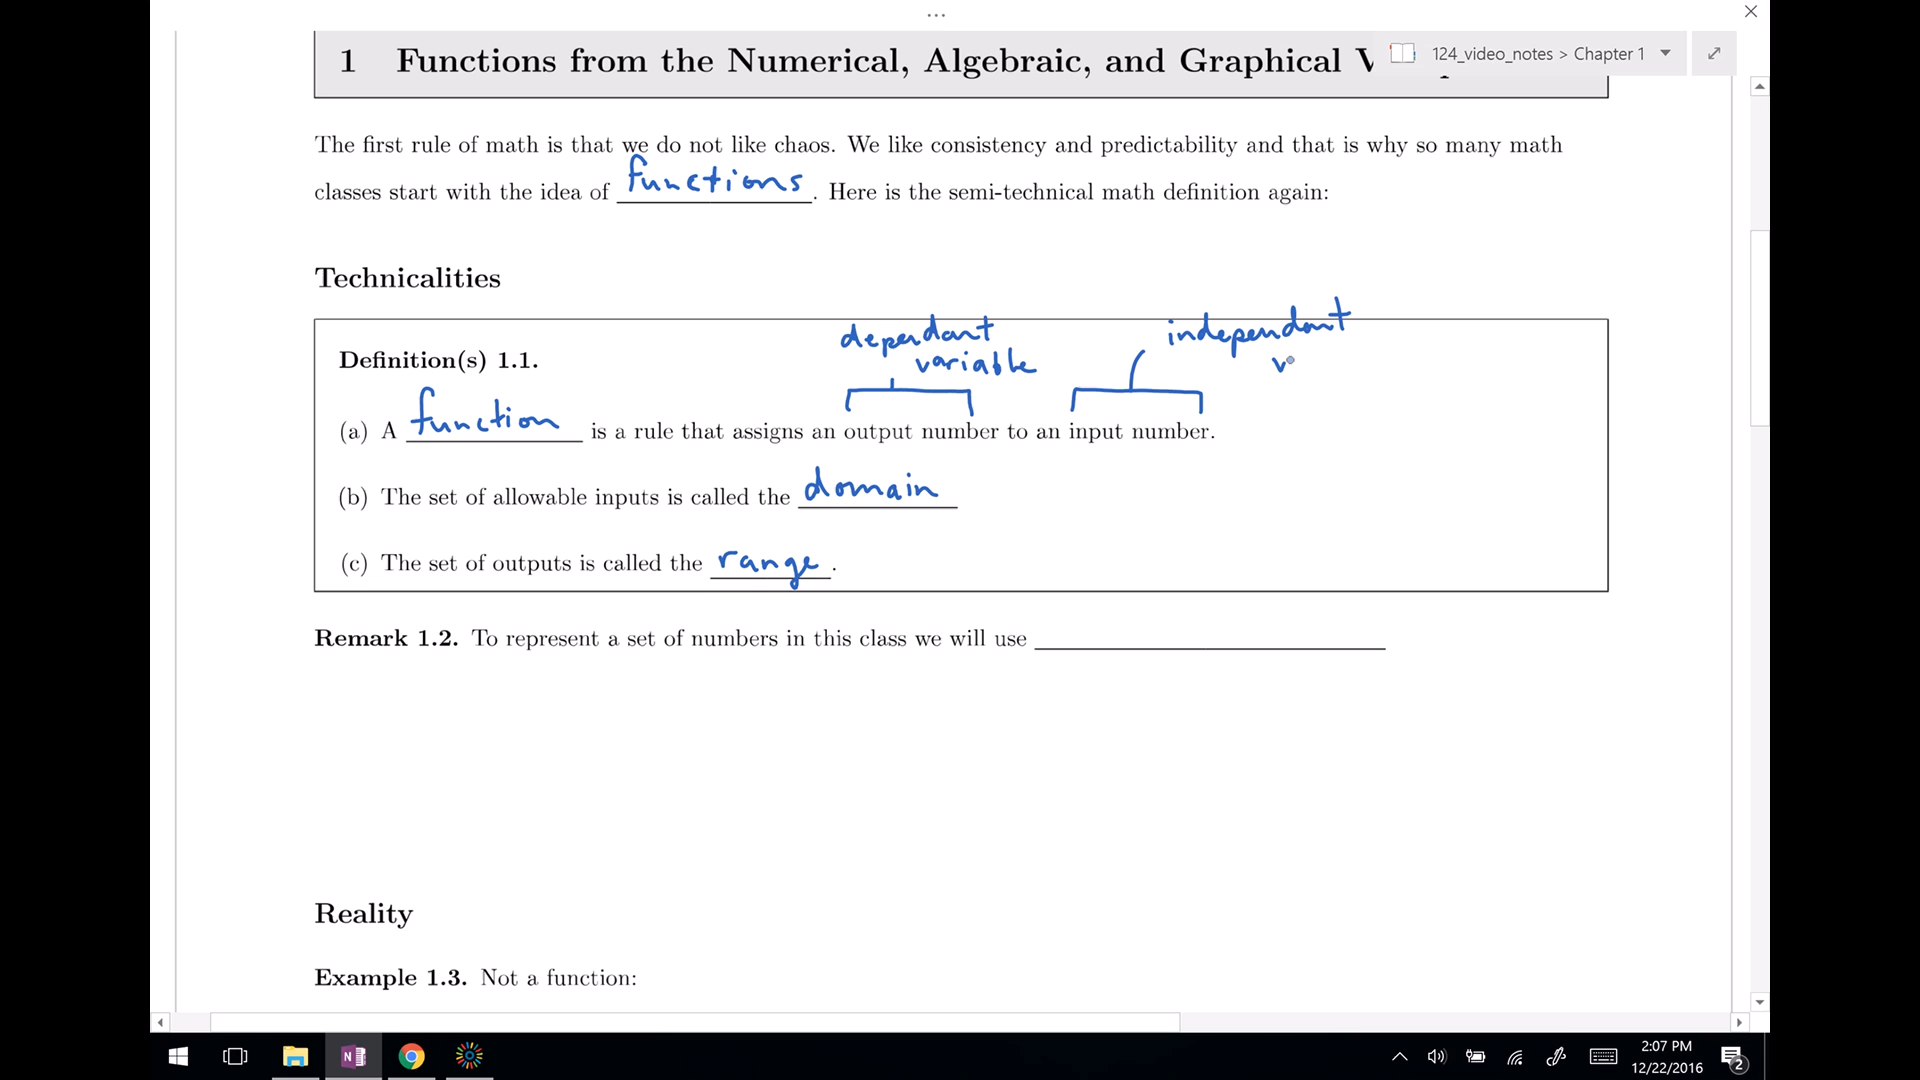 1 Functions from the Numerical, Algebraic, and Graphical
124_video_notes > Chapter 1
The first rule of math is that we do not like chaos. We like consistency and predictability and that is why so many math
classes start with the idea of functions. Here is the semi-technical math definition again:
Technicalities
dependant independant
variable v
Definition(s) 1.1.
(a) A function is a rule that assigns an output number to an input number.
(b) The set of allowable inputs is called the domain
(c) The set of outputs is called the range.
Remark 1.2. To represent a set of numbers in this class we will use
Reality
Example 1.3. Not a function:
2:07 PM
12/22/2016
2